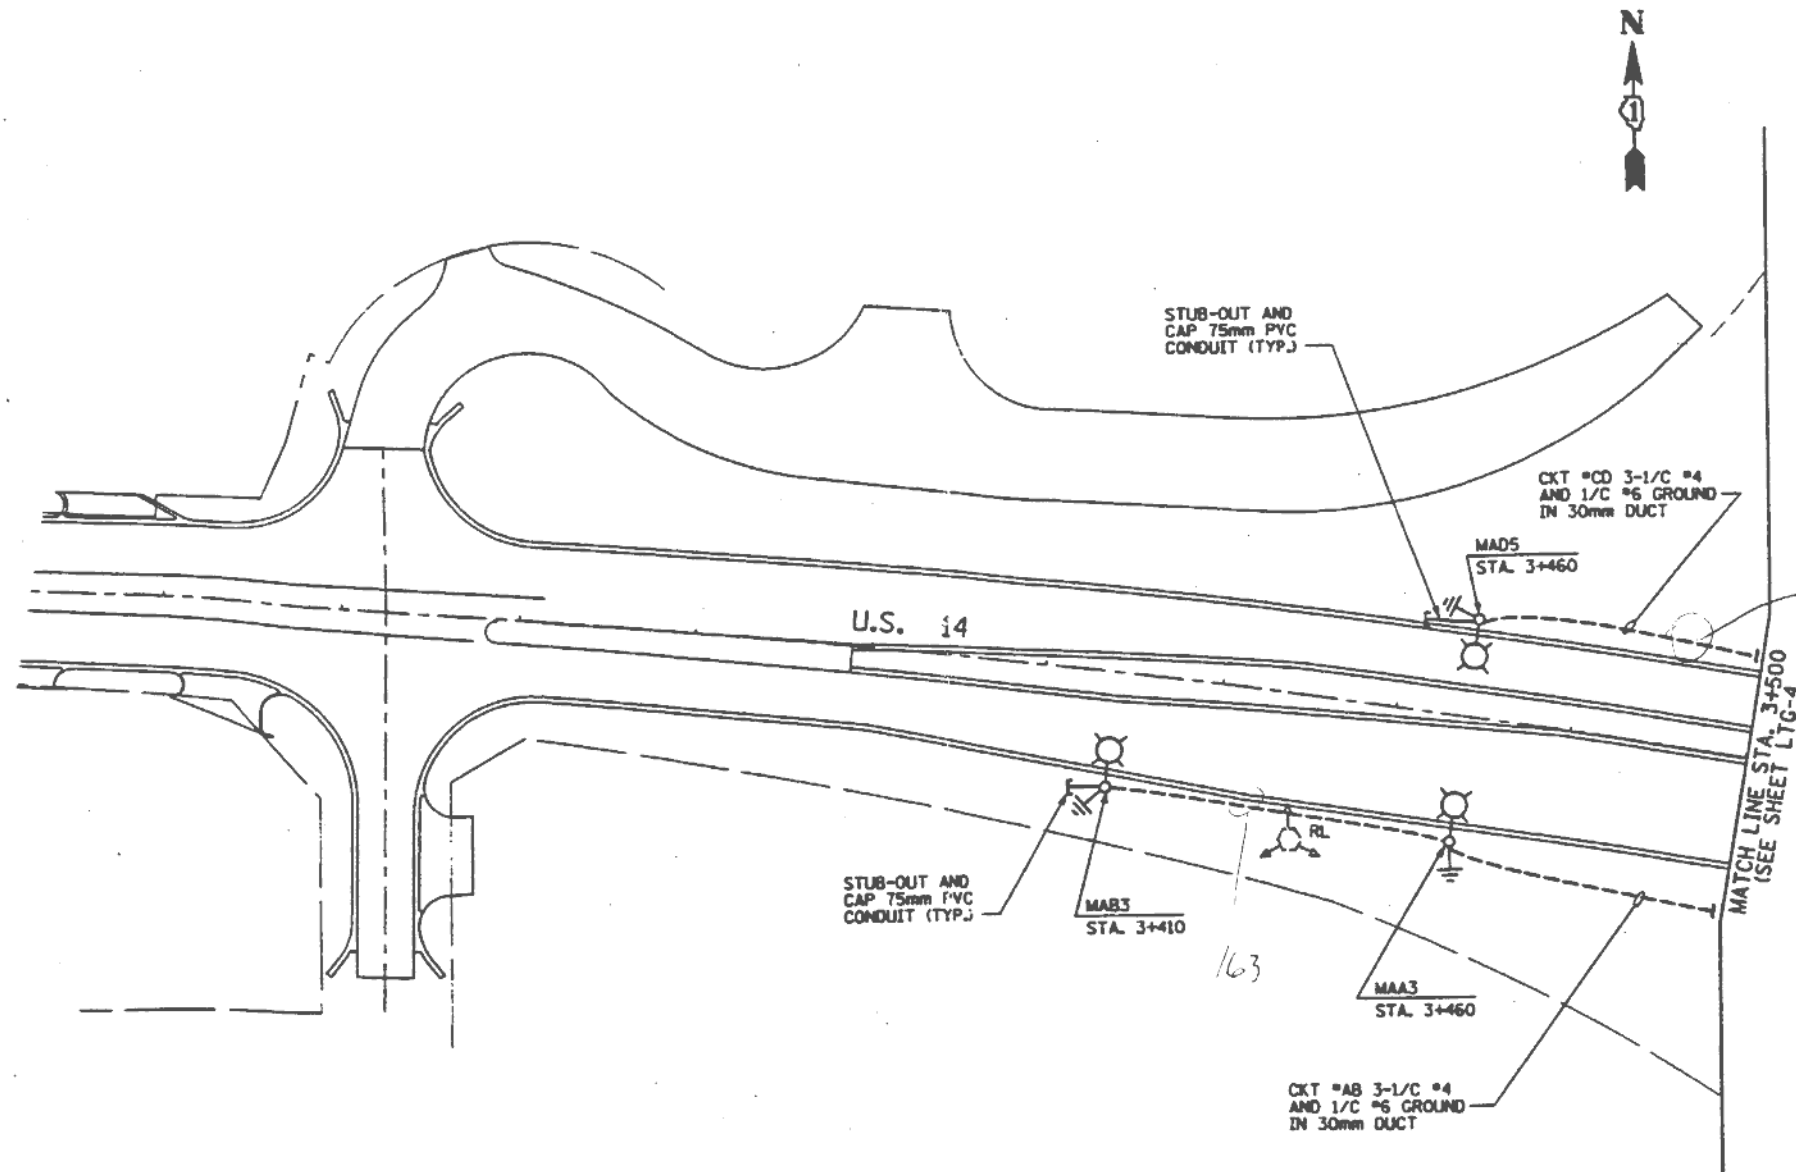 N
1
STUB-OUT AND
CAP 75mm PVC
CONDUIT (TYP.)
CKT #CD 3-1/C #4
AND 1/C #6 GROUND
IN 30mm DUCT
MAD5
STA. 3+460
U.S. 14
MATCH LINE STA. 3+500
(SEE SHEET LTG-4
RL
STUB-OUT AND
CAP 75mm PVC
CONDUIT (TYP.)
MAB3
STA. 3+410
163
MAA3
STA. 3+460
CKT #AB 3-1/C #4
AND 1/C #6 GROUND
IN 30mm DUCT